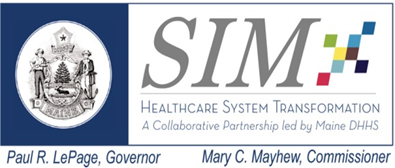 SIM
HEALTHCARE SYSTEM TRANSFORMATION
A Collaborative Partnership led by Maine DHHS
Paul R. LePage, Governor
Mary C. Mayhew, Commissioner